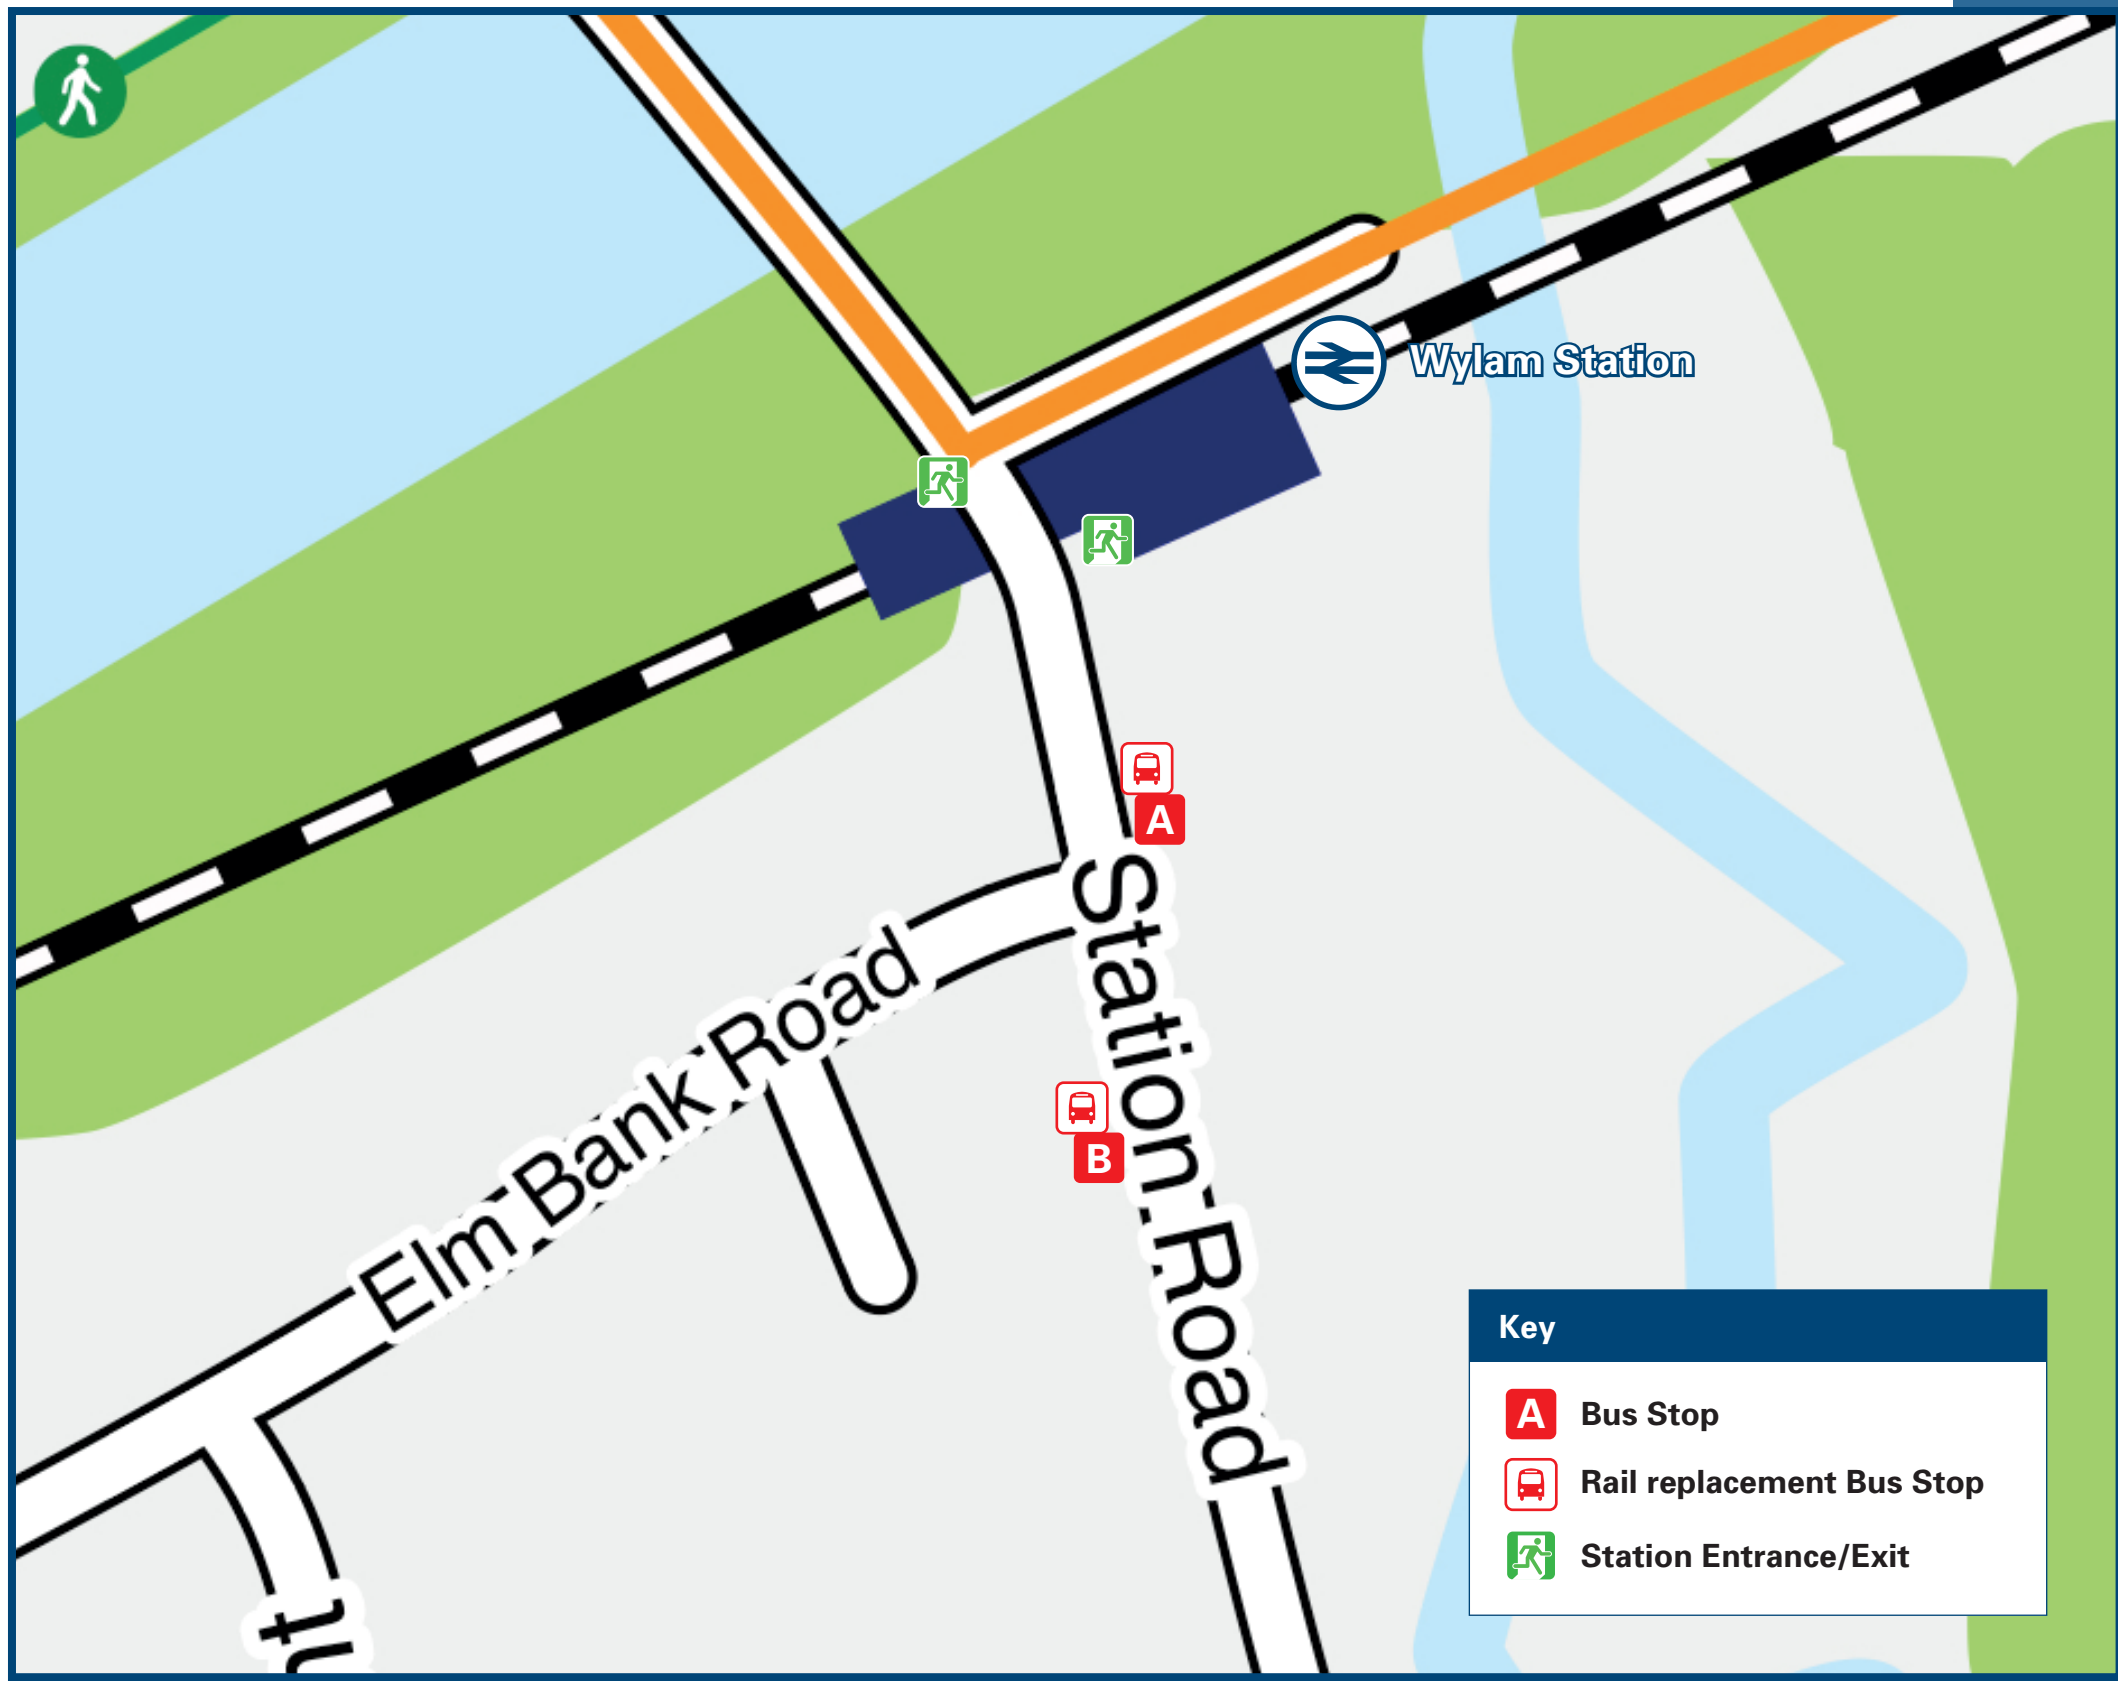 Wylam Station
A
Station Road
Elm Bank Road
B
Key
A Bus Stop
Rail replacement Bus Stop
Station Entrance/Exit